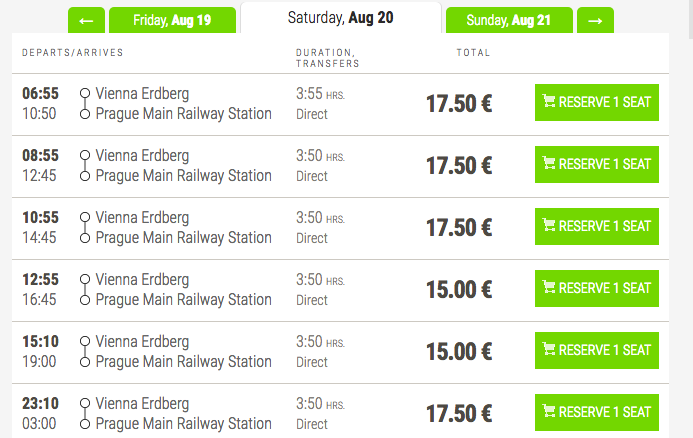 ← Friday, Aug 19 Saturday, Aug 20 Sunday, Aug 21 →
DEPARTS/ARRIVES DURATION, TRANSFERS TOTAL
06:55 Vienna Erdberg 3:55 HRS.
10:50 Prague Main Railway Station Direct
17.50 € RESERVE 1 SEAT
08:55 Vienna Erdberg 3:50 HRS.
12:45 Prague Main Railway Station Direct
17.50 € RESERVE 1 SEAT
10:55 Vienna Erdberg 3:50 HRS.
14:45 Prague Main Railway Station Direct
17.50 € RESERVE 1 SEAT
12:55 Vienna Erdberg 3:50 HRS.
16:45 Prague Main Railway Station Direct
15.00 € RESERVE 1 SEAT
15:10 Vienna Erdberg 3:50 HRS.
19:00 Prague Main Railway Station Direct
15.00 € RESERVE 1 SEAT
23:10 Vienna Erdberg 3:50 HRS.
03:00 Prague Main Railway Station Direct
17.50 € RESERVE 1 SEAT